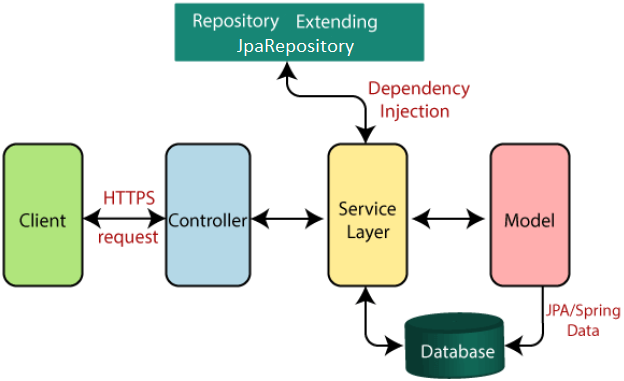 Repository Extending
JpaRepository
Dependency
Injection
HTTPS
request
Client
Controller
Service
Layer
Model
JPA/Spring
Data
Database